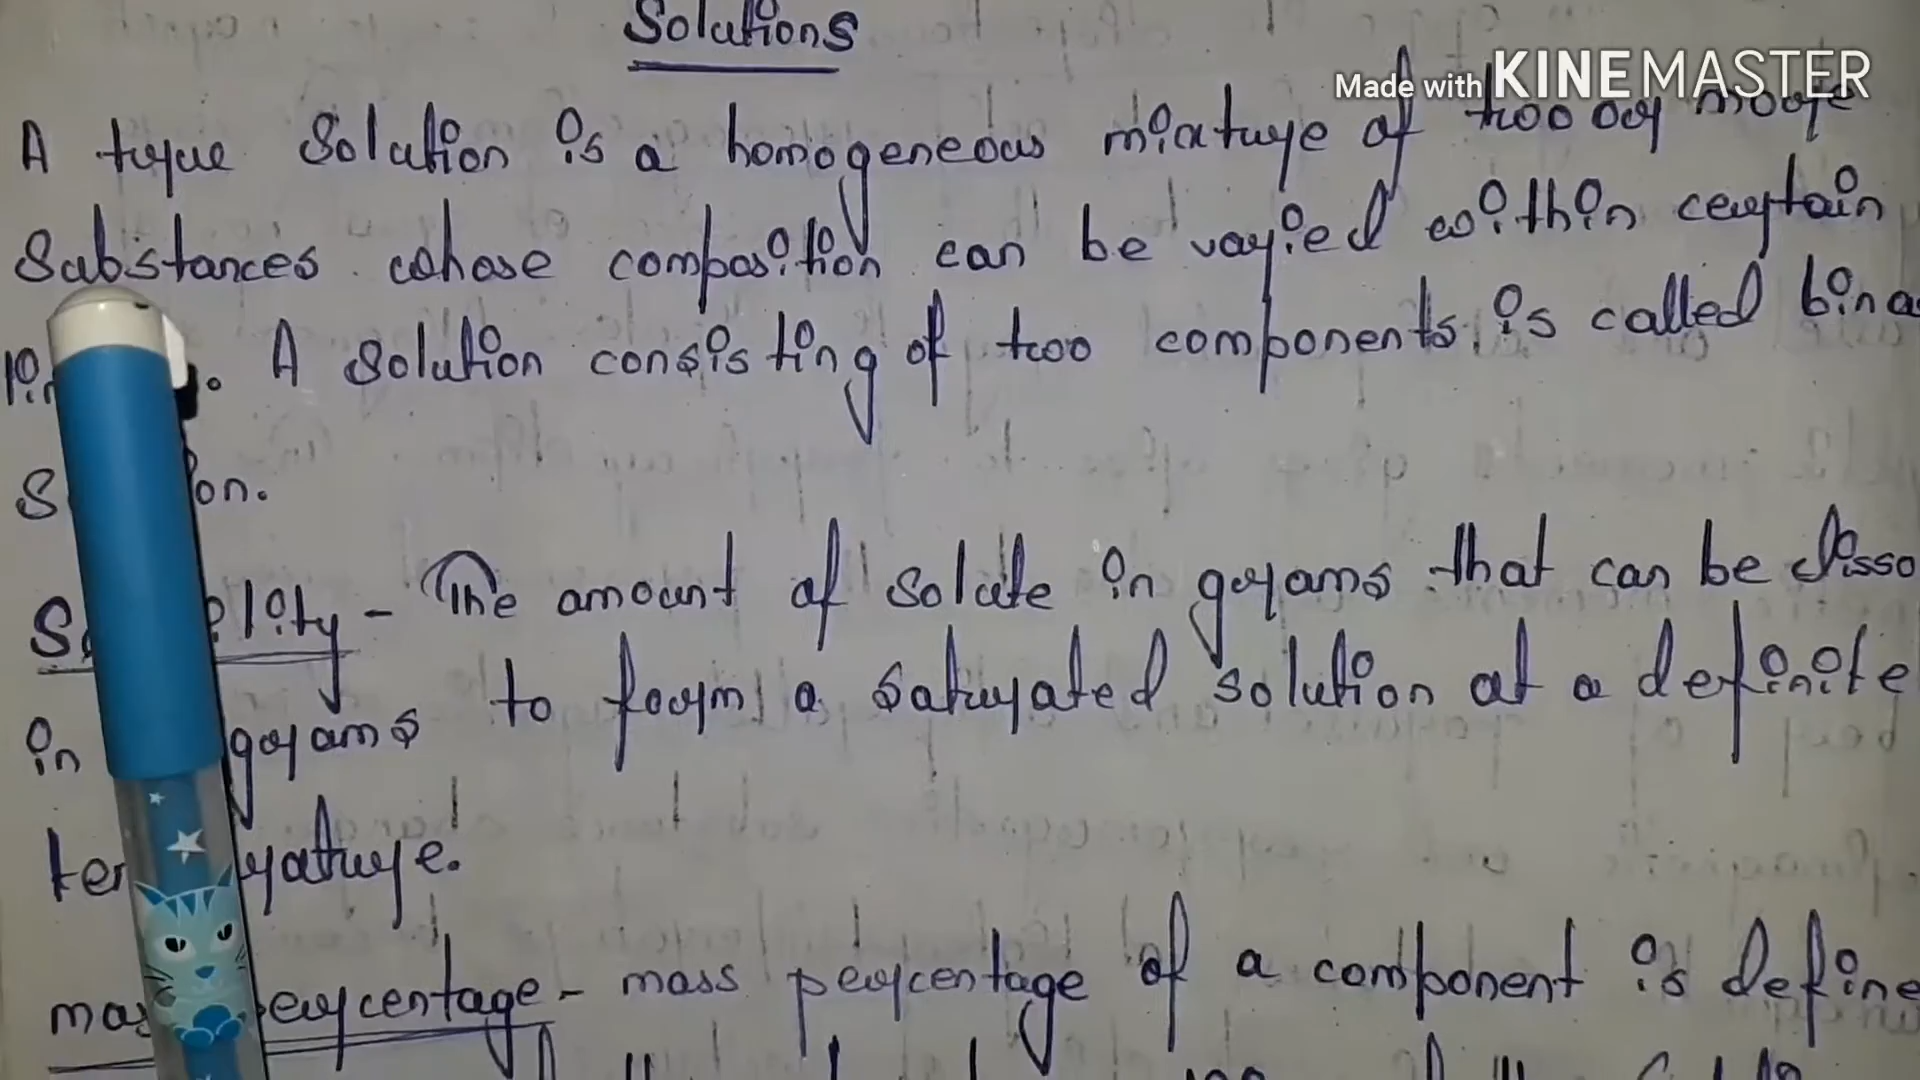 Solutions
Made with KINEMASTER
A true solution is a homogeneous mixture of two or more
substances whose composition can be varied within certain
. A solution consisting of two components is called bina
on.
- The amount of solute in grams that can be disso
in grams to form a saturated solution at a definite
percentage - mass percentage of a component is define